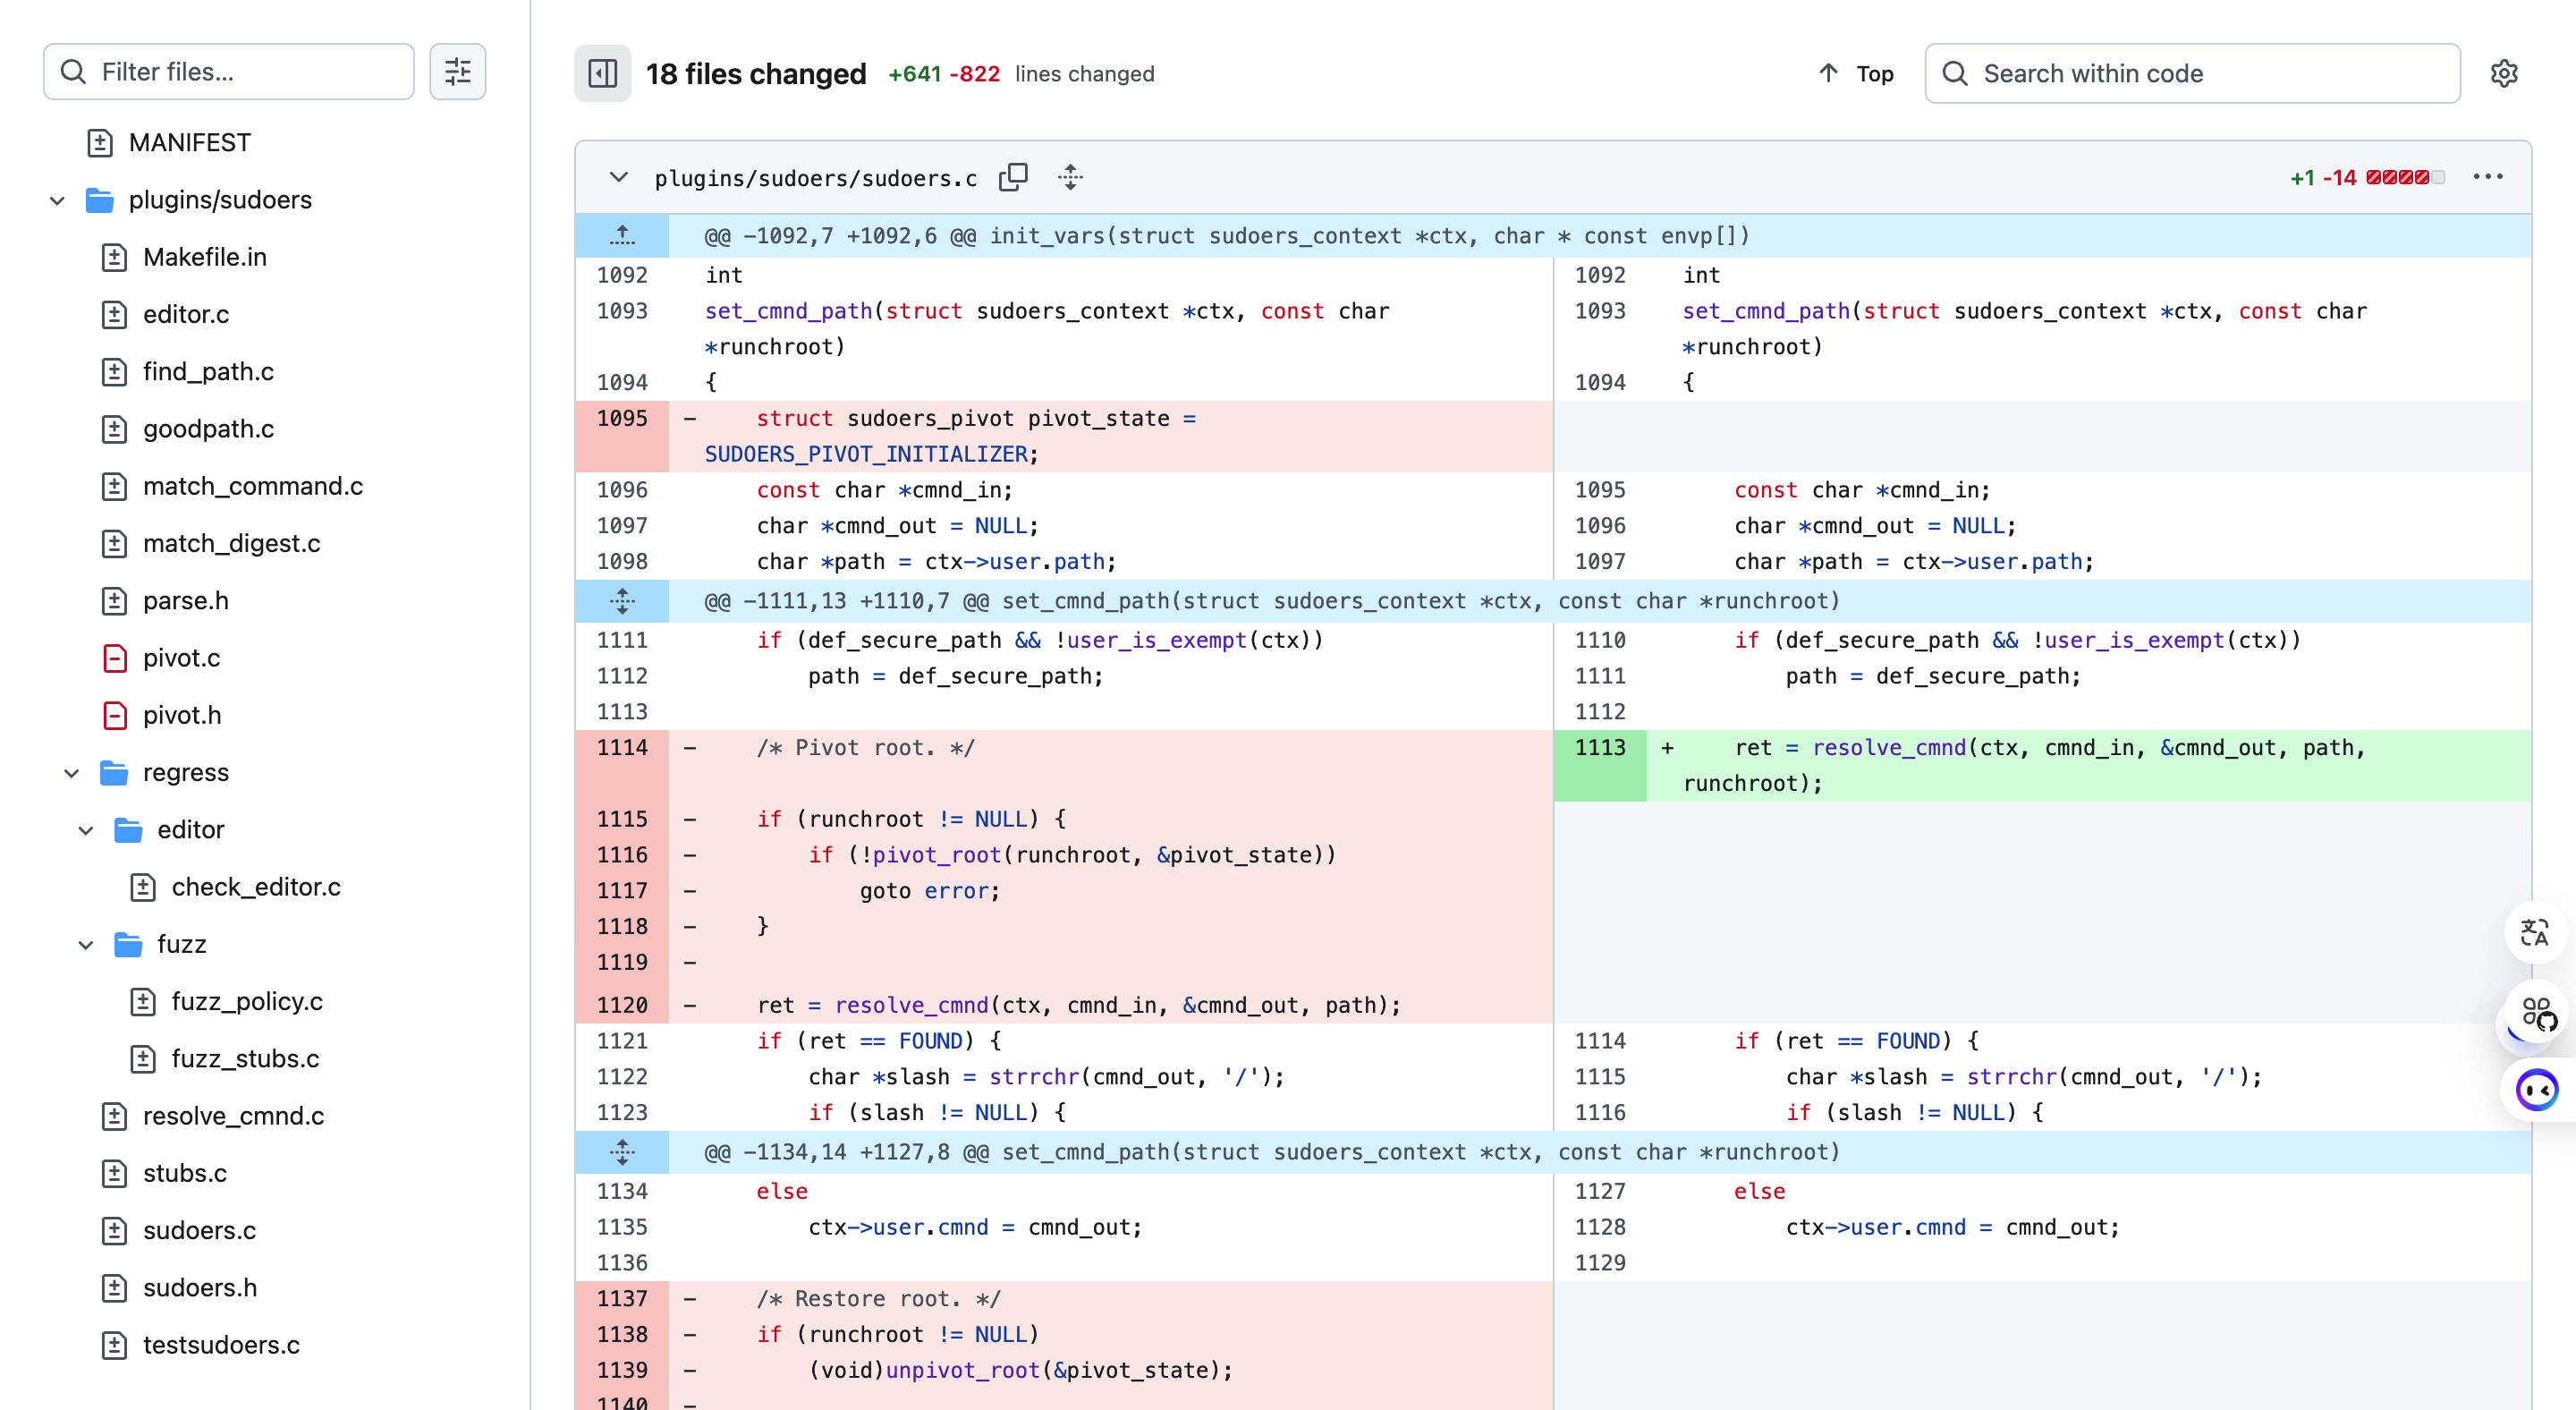 Filter files...
MANIFEST
plugins/sudoers
Makefile.in
editor.c
find_path.c
goodpath.c
match_command.c
match_digest.c
parse.h
pivot.c
pivot.h
regress
editor
check_editor.c
fuzz
fuzz_policy.c
fuzz_stubs.c
resolve_cmnd.c
stubs.c
sudoers.c
sudoers.h
testsudoers.c
18 files changed +641 -822 lines changed
Top
Search within code
plugins/sudoers/sudoers.c
+1 -14
@@ -1092,7 +1092,6 @@ init_vars(struct sudoers_context *ctx, char * const envp[])
1092 int
1093 set_cmnd_path(struct sudoers_context *ctx, const char
*runchroot)
1094 {
1095 - struct sudoers_pivot pivot_state =
SUDOERS_PIVOT_INITIALIZER;
1096 const char *cmnd_in;
1097 char *cmnd_out = NULL;
1098 char *path = ctx->user.path;
1092 int
1093 set_cmnd_path(struct sudoers_context *ctx, const char
*runchroot)
1094 {
1095 const char *cmnd_in;
1096 char *cmnd_out = NULL;
1097 char *path = ctx->user.path;
@@ -1111,13 +1110,7 @@ set_cmnd_path(struct sudoers_context *ctx, const char *runchroot)
1111 if (def_secure_path && !user_is_exempt(ctx))
1112 path = def_secure_path;
1113
1114 - /* Pivot root. */
1115 - if (runchroot != NULL) {
1116 - if (!pivot_root(runchroot, &pivot_state))
1117 - goto error;
1118 - }
1119 -
1120 - ret = resolve_cmnd(ctx, cmnd_in, &cmnd_out, path);
1121 if (ret == FOUND) {
1122 char *slash = strrchr(cmnd_out, '/');
1123 if (slash != NULL) {
1110 if (def_secure_path && !user_is_exempt(ctx))
1111 path = def_secure_path;
1112
1113 + ret = resolve_cmnd(ctx, cmnd_in, &cmnd_out, path,
runchroot);
1114 if (ret == FOUND) {
1115 char *slash = strrchr(cmnd_out, '/');
1116 if (slash != NULL) {
@@ -1134,14 +1127,8 @@ set_cmnd_path(struct sudoers_context *ctx, const char *runchroot)
1134 else
1135 ctx->user.cmnd = cmnd_out;
1136
1137 - /* Restore root. */
1138 - if (runchroot != NULL)
1139 - (void)unpivot_root(&pivot_state);
1140 -
1127 else
1128 ctx->user.cmnd = cmnd_out;
1129